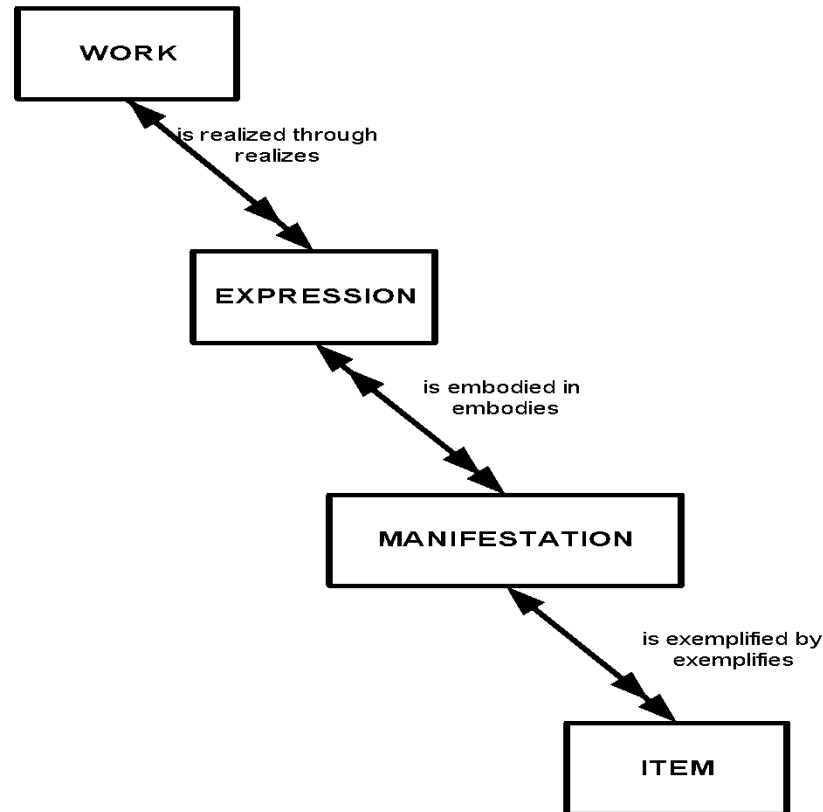 WORK
is realized through
realizes
EXPRESSION
is embodied in
embodies
MANIFESTATION
is exemplified by
exemplifies
ITEM